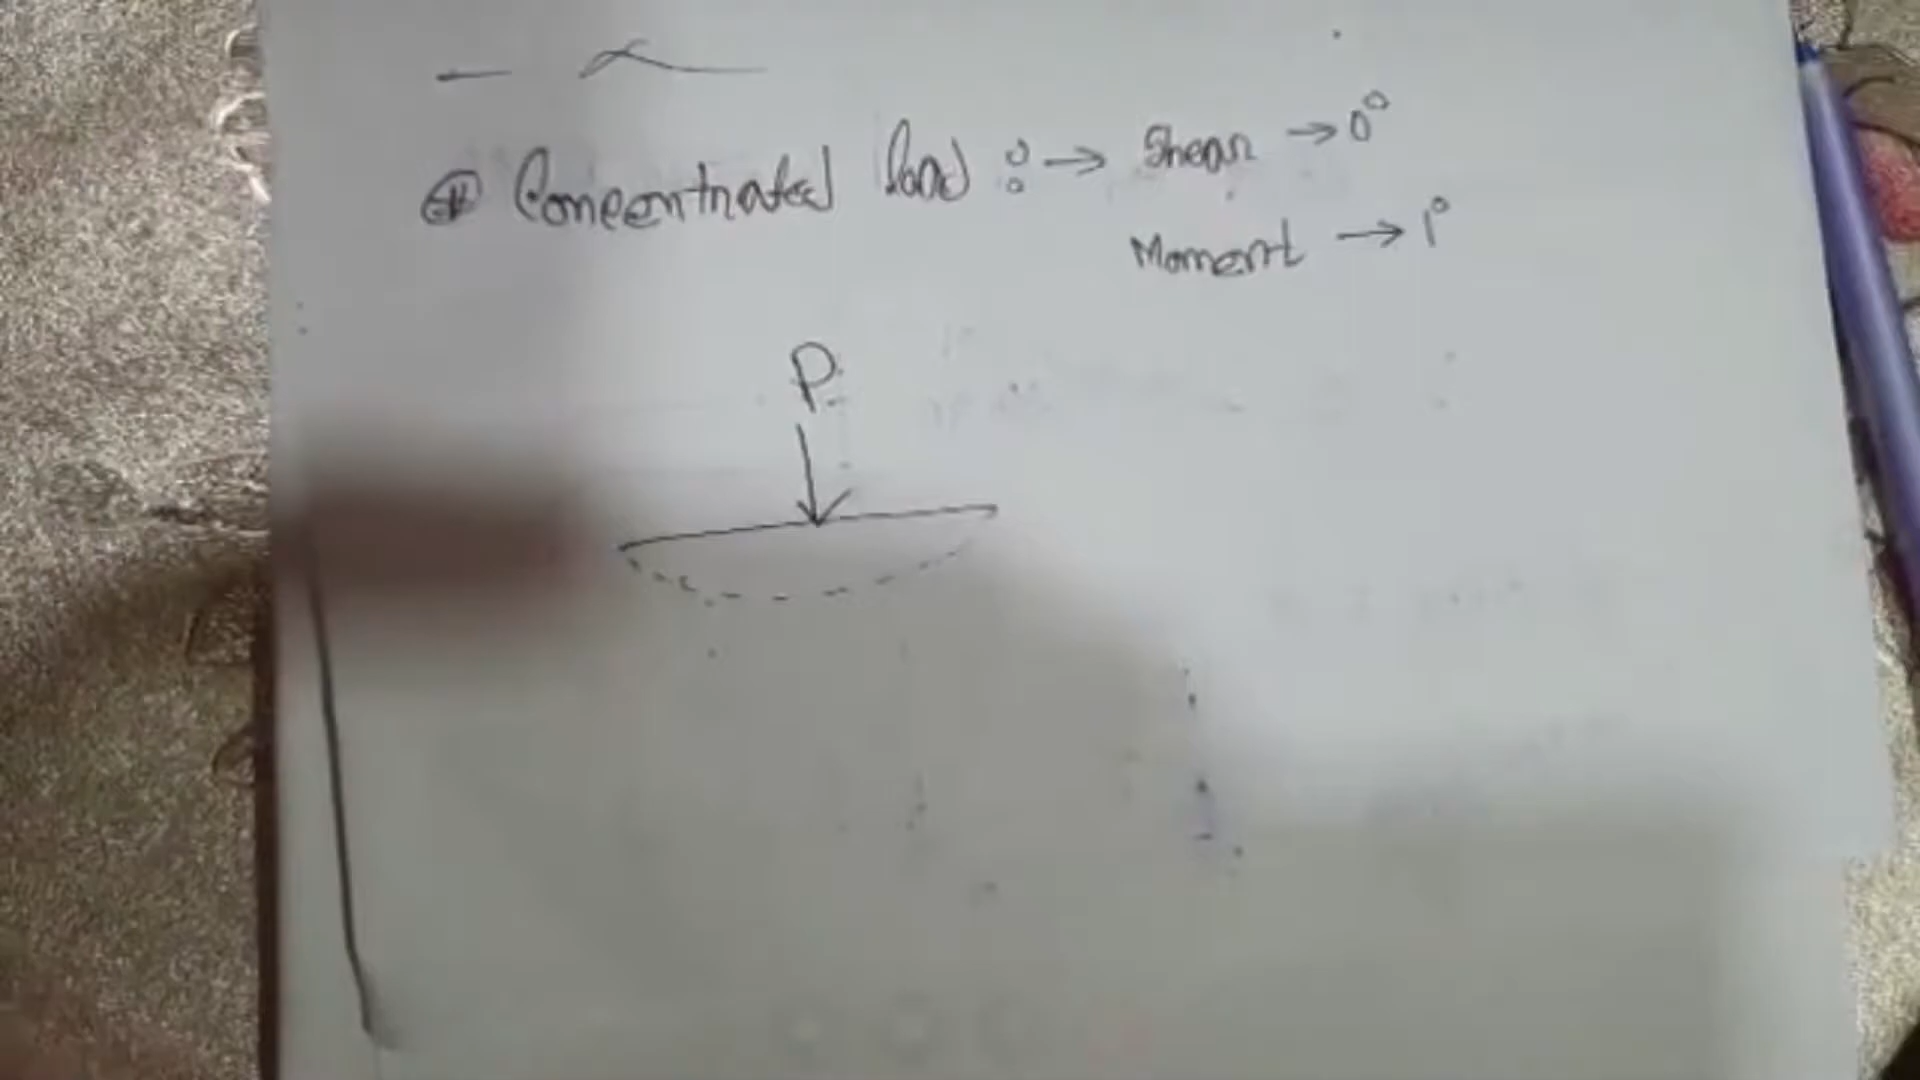 Concentrated load : → Shear → 0°
Moment → 1°
P